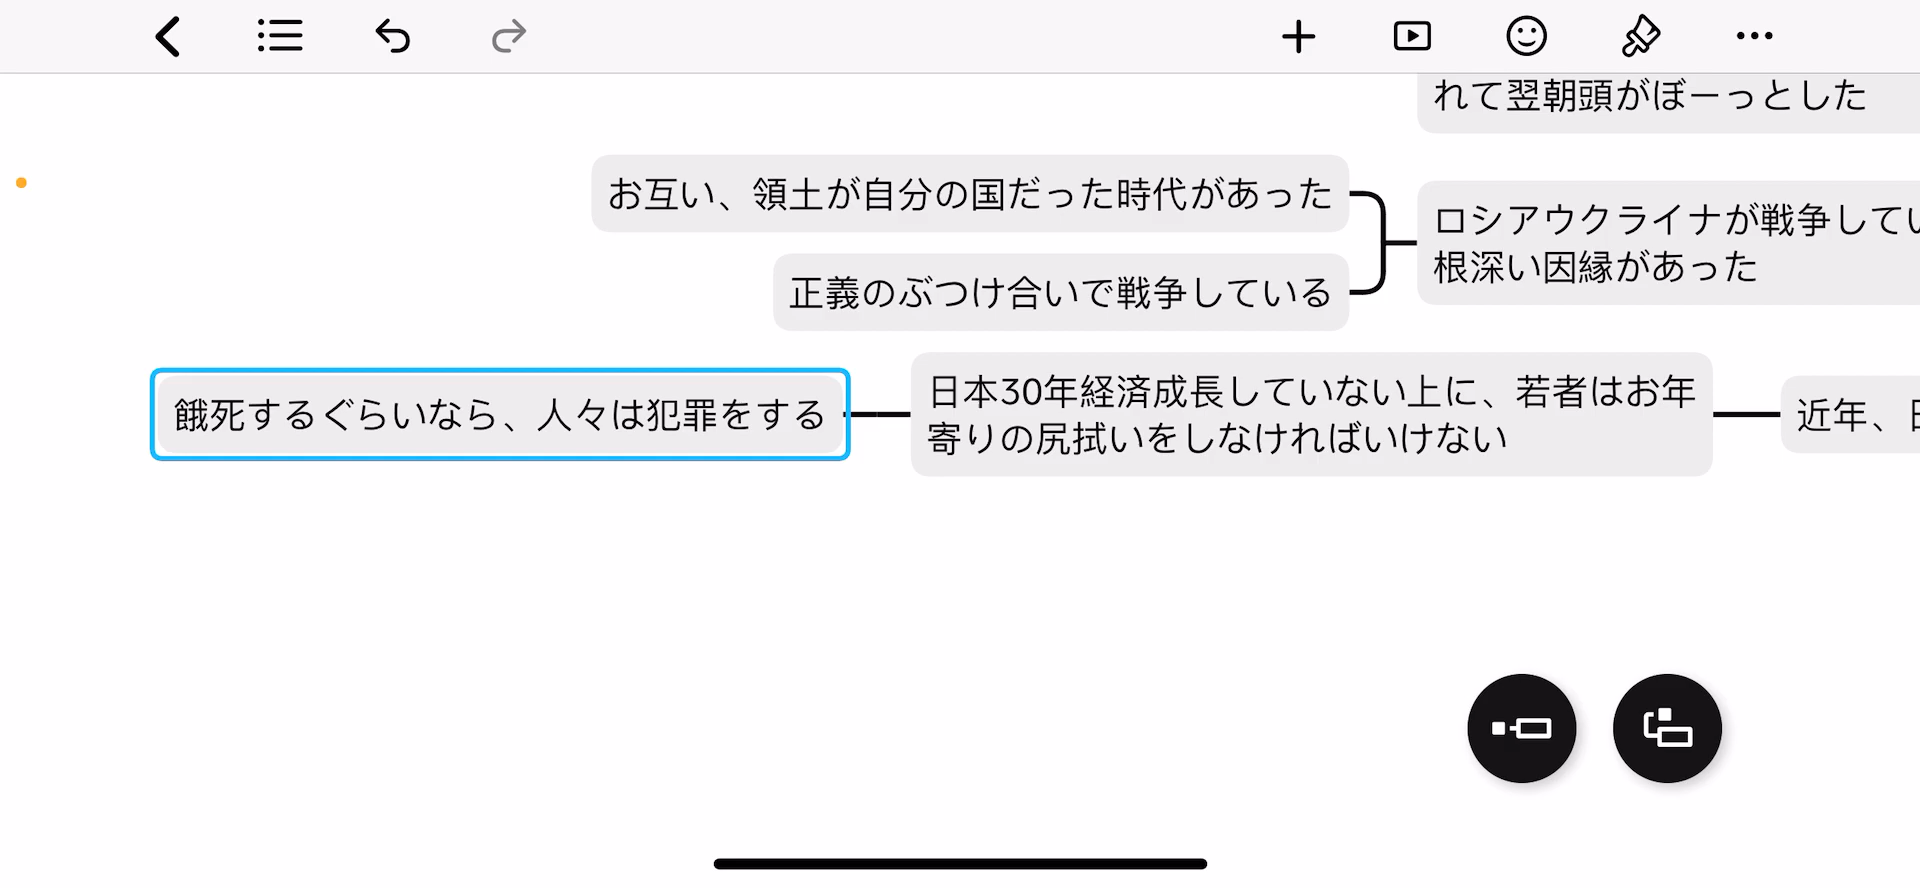 れて翌朝頭がぼーっとした
お互い、領土が自分の国だった時代があった
正義のぶつけ合いで戦争している
ロシアウクライナが戦争してい
根深い因縁があった
餓死するぐらいなら、人々は犯罪をする
日本30年経済成長していない上に、若者はお年
寄りの尻拭いをしなければいけない
近年、